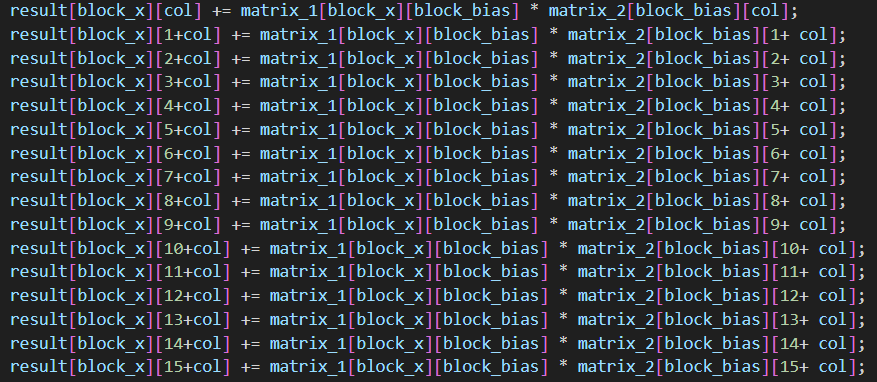 result[block_x][col] += matrix_1[block_x][block_bias] * matrix_2[block_bias][col];
result[block_x][1+col] += matrix_1[block_x][block_bias] * matrix_2[block_bias][1+ col];
result[block_x][2+col] += matrix_1[block_x][block_bias] * matrix_2[block_bias][2+ col];
result[block_x][3+col] += matrix_1[block_x][block_bias] * matrix_2[block_bias][3+ col];
result[block_x][4+col] += matrix_1[block_x][block_bias] * matrix_2[block_bias][4+ col];
result[block_x][5+col] += matrix_1[block_x][block_bias] * matrix_2[block_bias][5+ col];
result[block_x][6+col] += matrix_1[block_x][block_bias] * matrix_2[block_bias][6+ col];
result[block_x][7+col] += matrix_1[block_x][block_bias] * matrix_2[block_bias][7+ col];
result[block_x][8+col] += matrix_1[block_x][block_bias] * matrix_2[block_bias][8+ col];
result[block_x][9+col] += matrix_1[block_x][block_bias] * matrix_2[block_bias][9+ col];
result[block_x][10+col] += matrix_1[block_x][block_bias] * matrix_2[block_bias][10+ col];
result[block_x][11+col] += matrix_1[block_x][block_bias] * matrix_2[block_bias][11+ col];
result[block_x][12+col] += matrix_1[block_x][block_bias] * matrix_2[block_bias][12+ col];
result[block_x][13+col] += matrix_1[block_x][block_bias] * matrix_2[block_bias][13+ col];
result[block_x][14+col] += matrix_1[block_x][block_bias] * matrix_2[block_bias][14+ col];
result[block_x][15+col] += matrix_1[block_x][block_bias] * matrix_2[block_bias][15+ col];